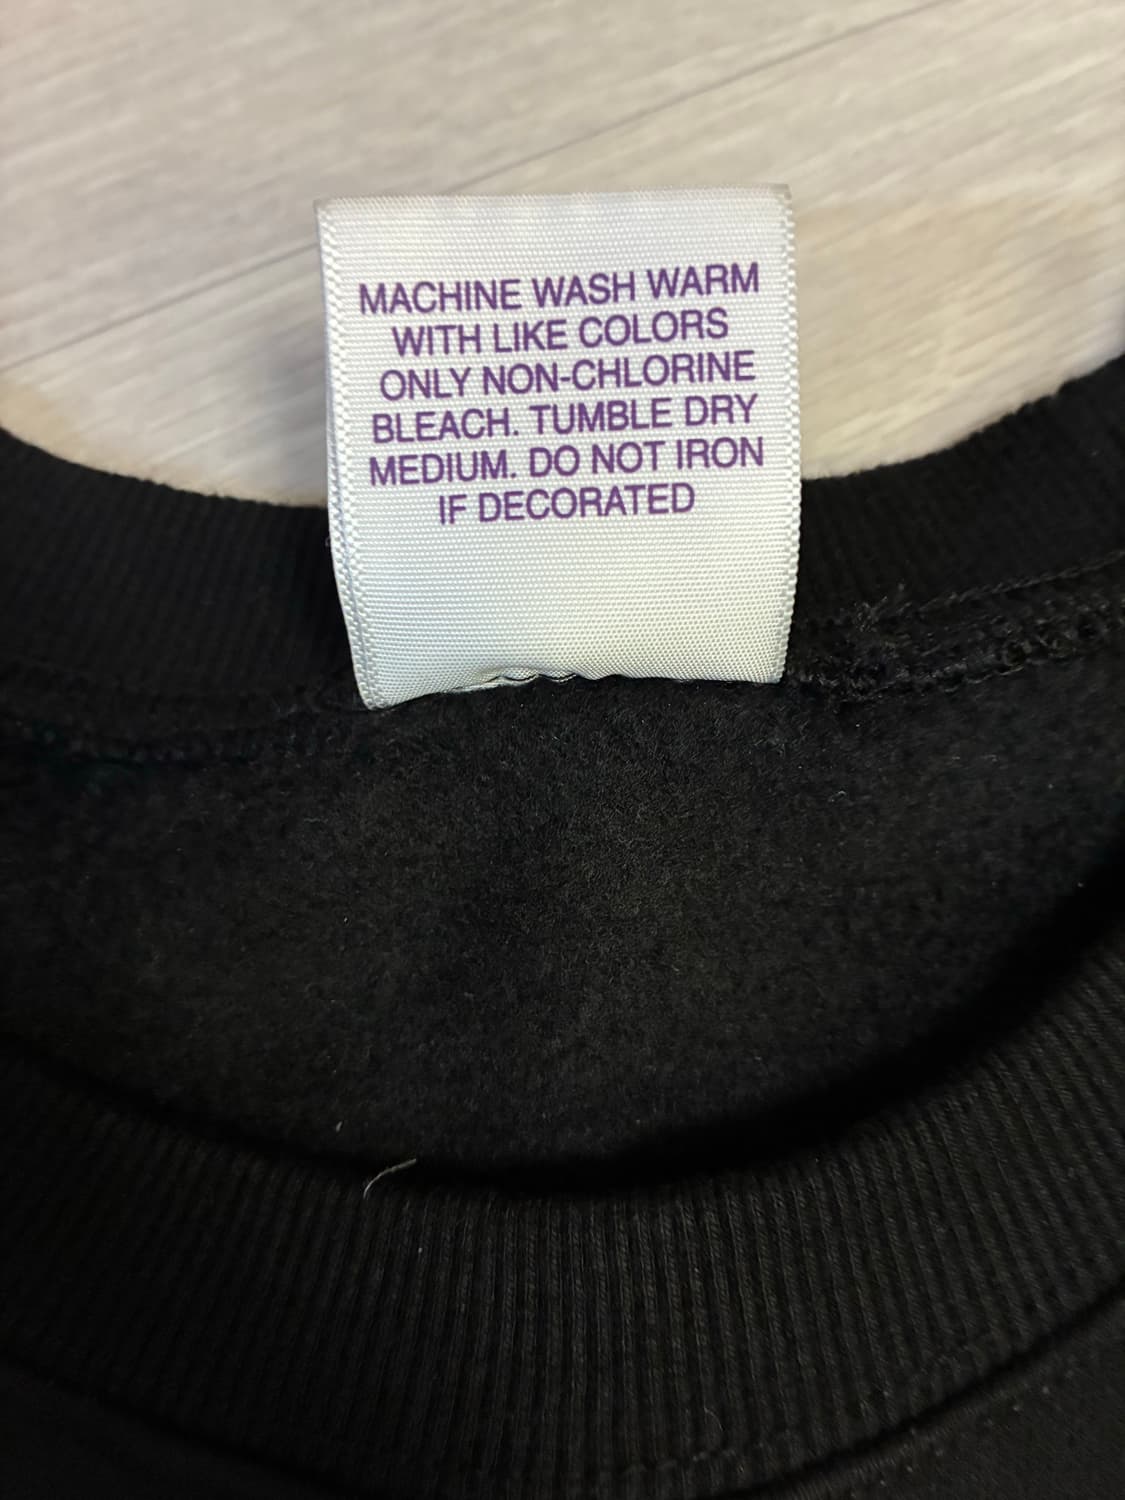 MACHINE WASH WARM
WITH LIKE COLORS
ONLY NON-CHLORINE
BLEACH. TUMBLE DRY
MEDIUM. DO NOT IRON
IF DECORATED